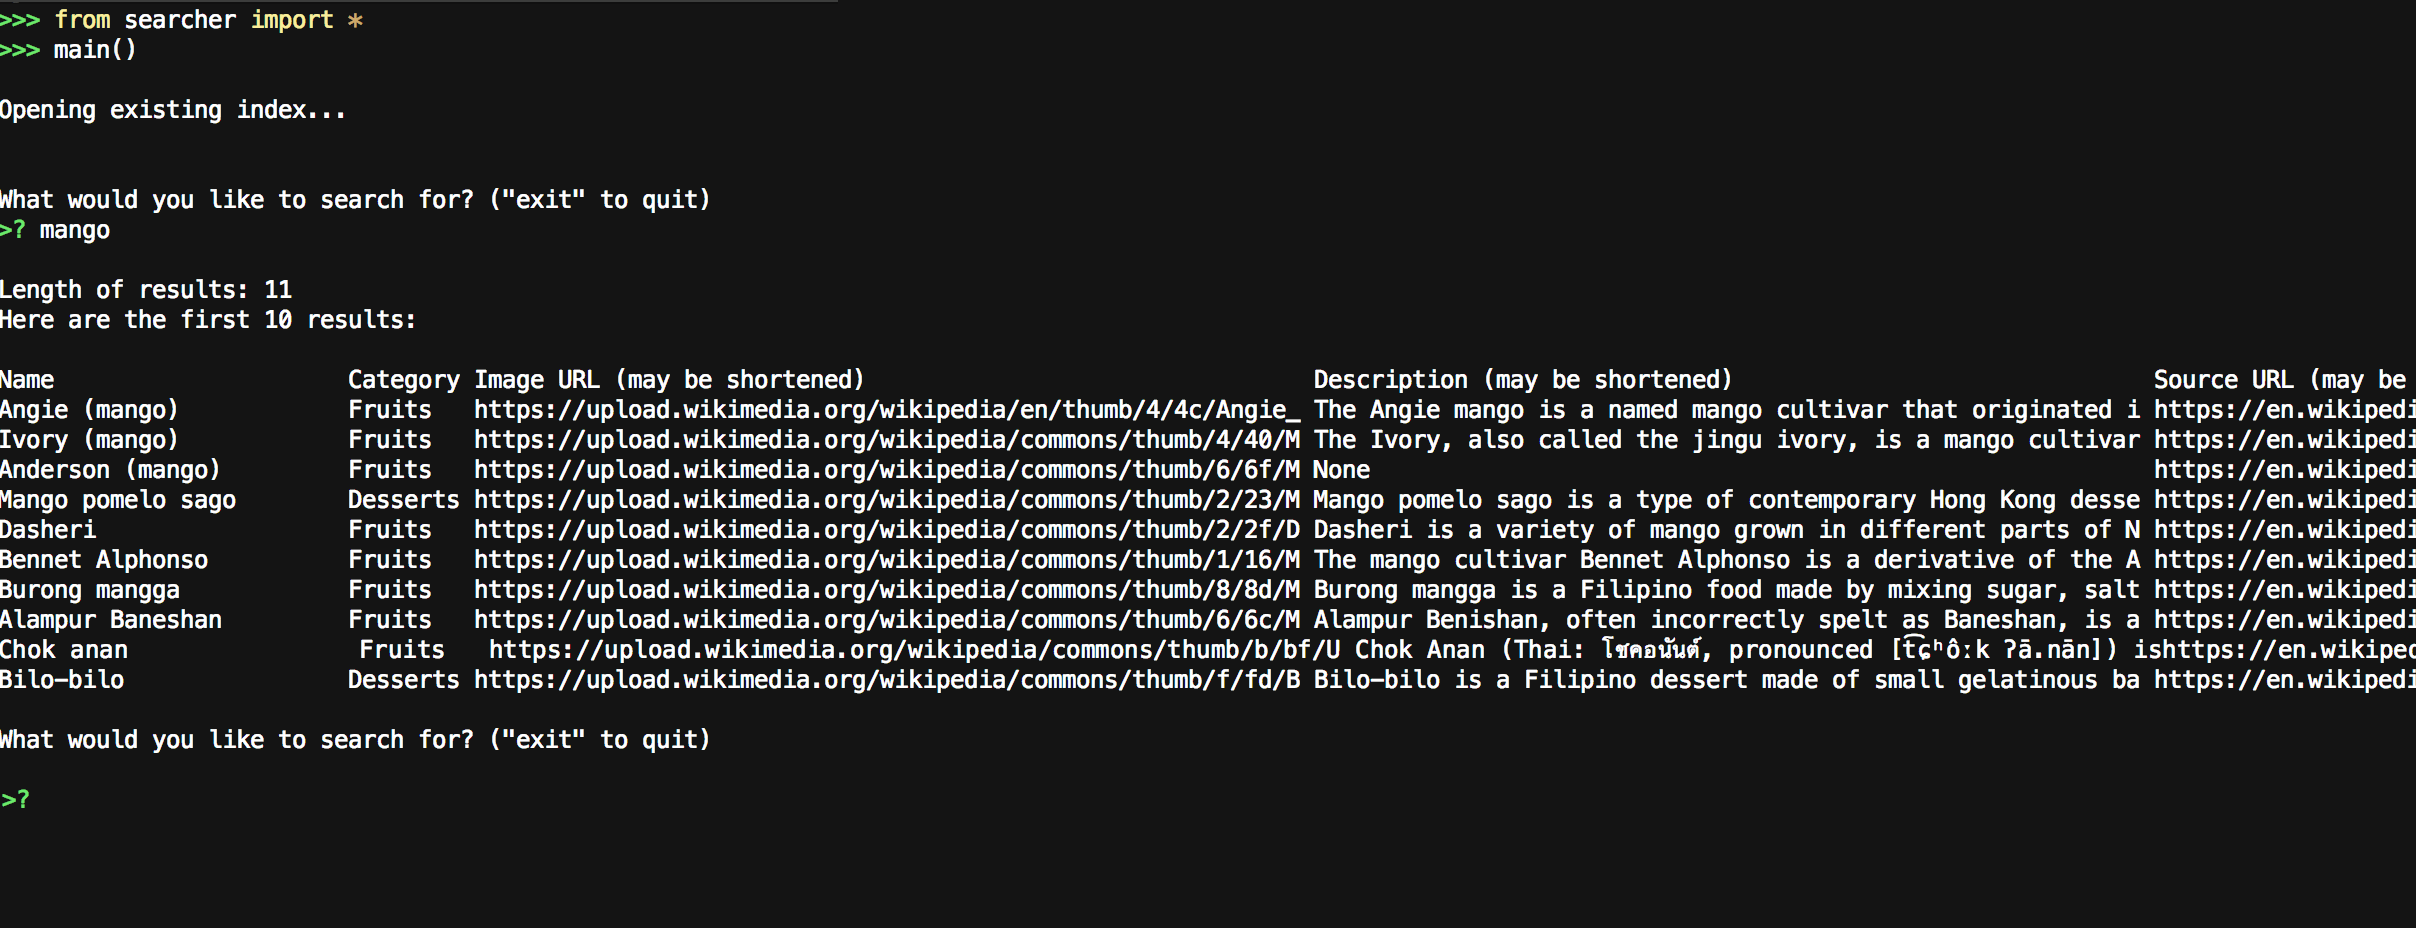 >>> from searcher import *
>>> main()
Opening existing index...
What would you like to search for? ("exit" to quit)
>? mango
Length of results: 11
Here are the first 10 results:
Name Category Image URL (may be shortened) Description (may be shortened) Source URL (may be
Angie (mango) Fruits https://upload.wikimedia.org/wikipedia/en/thumb/4/4c/Angie_ The Angie mango is a named mango cultivar that originated i https://en.wikipedi
Ivory (mango) Fruits https://upload.wikimedia.org/wikipedia/commons/thumb/4/40/M The Ivory, also called the jingu ivory, is a mango cultivar https://en.wikipedi
Anderson (mango) Fruits https://upload.wikimedia.org/wikipedia/commons/thumb/6/6f/M None https://en.wikipedi
Mango pomelo sago Desserts https://upload.wikimedia.org/wikipedia/commons/thumb/2/23/M Mango pomelo sago is a type of contemporary Hong Kong desse https://en.wikipedi
Dasheri Fruits https://upload.wikimedia.org/wikipedia/commons/thumb/2/2f/D Dasheri is a variety of mango grown in different parts of N https://en.wikipedi
Bennet Alphonso Fruits https://upload.wikimedia.org/wikipedia/commons/thumb/1/16/M The mango cultivar Bennet Alphonso is a derivative of the A https://en.wikipedi
Burong mangga Fruits https://upload.wikimedia.org/wikipedia/commons/thumb/8/8d/M Burong mangga is a Filipino food made by mixing sugar, salt https://en.wikipedi
Alampur Baneshan Fruits https://upload.wikimedia.org/wikipedia/commons/thumb/6/6c/M Alampur Benishan, often incorrectly spelt as Baneshan, is a https://en.wikipedi
Chok anan Fruits https://upload.wikimedia.org/wikipedia/commons/thumb/b/bf/U Chok Anan (Thai: โชคอนันต์, pronounced [t͡ɕʰôːk ʔā.nān]) ishttps://en.wikiped
Bilo-bilo Desserts https://upload.wikimedia.org/wikipedia/commons/thumb/f/fd/B Bilo-bilo is a Filipino dessert made of small gelatinous ba https://en.wikipedi
What would you like to search for? ("exit" to quit)
>?